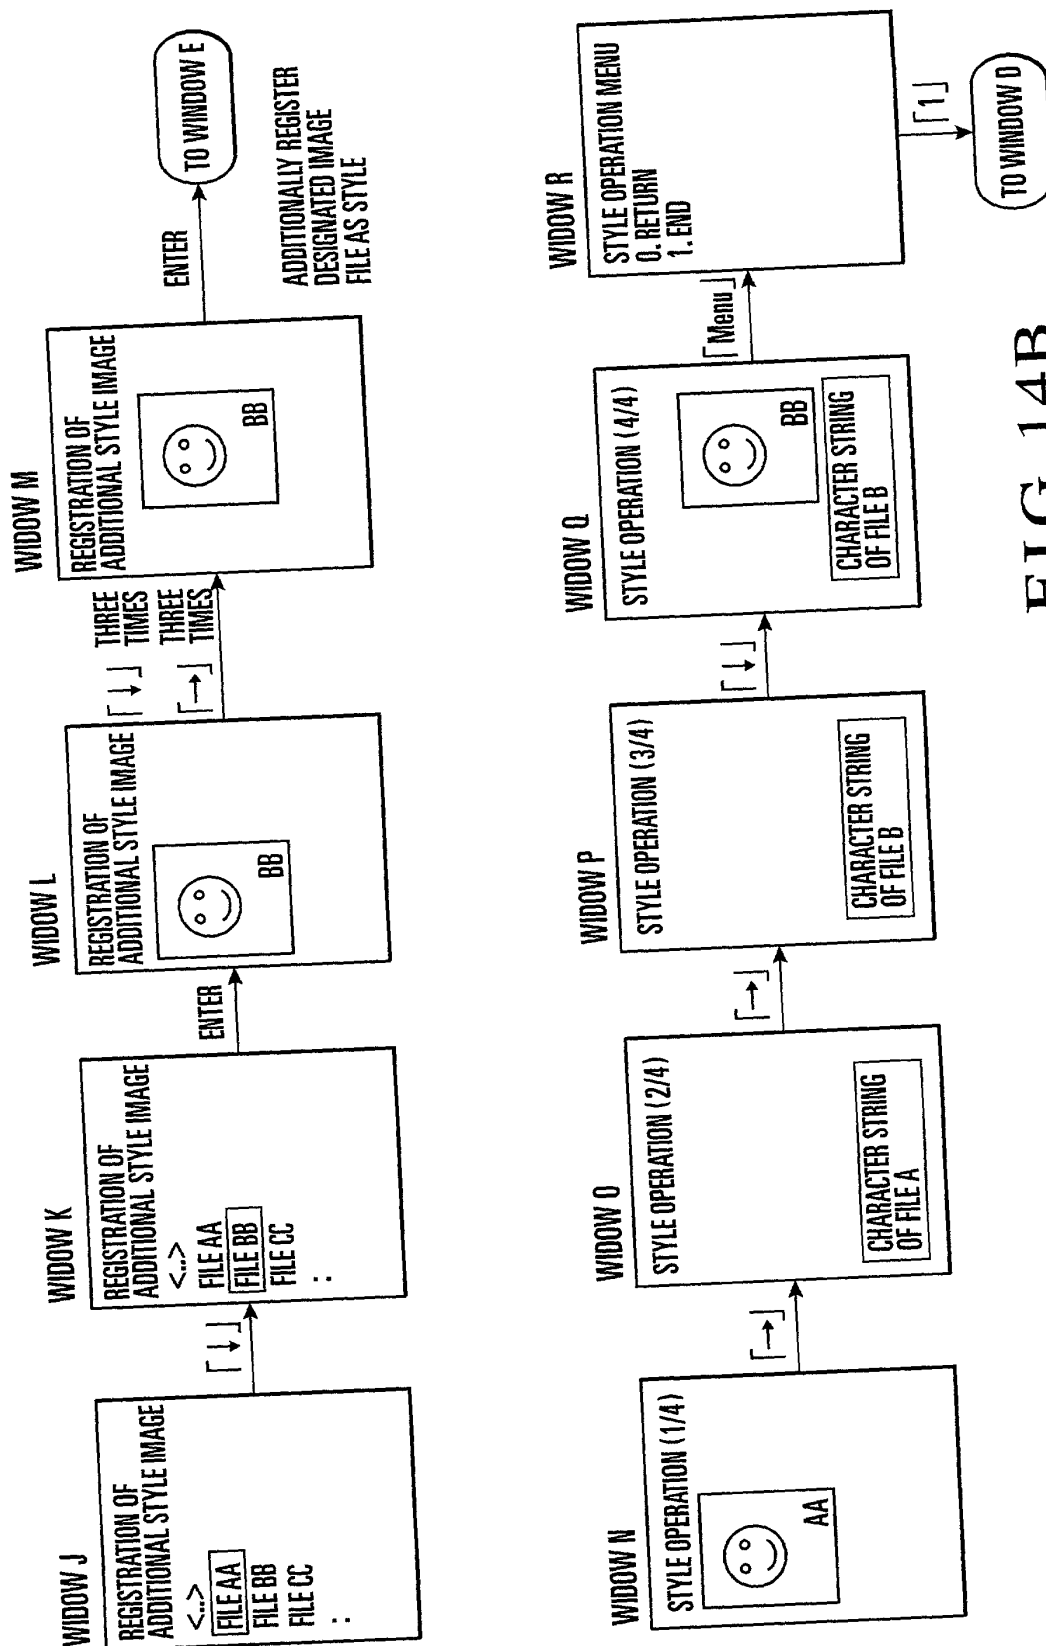 WIDOW J
REGISTRATION OF
ADDITIONAL STYLE IMAGE
<..>
FILE AA
FILE BB
FILE CC
:
「↓」
WIDOW K
REGISTRATION OF
ADDITIONAL STYLE IMAGE
<..>
FILE AA
FILE BB
FILE CC
:
ENTER
WIDOW L
REGISTRATION OF
ADDITIONAL STYLE IMAGE
BB
「↓」 THREE
TIMES
「→」 THREE
TIMES
WIDOW M
REGISTRATION OF
ADDITIONAL STYLE IMAGE
BB
ENTER
TO WINDOW E
ADDITIONALLY REGISTER
DESIGNATED IMAGE
FILE AS STYLE
WIDOW N
STYLE OPERATION (1/4)
AA
「→」
WIDOW O
STYLE OPERATION (2/4)
CHARACTER STRING
OF FILE A
「→」
WIDOW P
STYLE OPERATION (3/4)
CHARACTER STRING
OF FILE B
「↓」
WIDOW Q
STYLE OPERATION (4/4)
BB
CHARACTER STRING
OF FILE B
「Menu」
WIDOW R
STYLE OPERATION MENU
0. RETURN
1. END
「1」
TO WINDOW D
FIG 14B